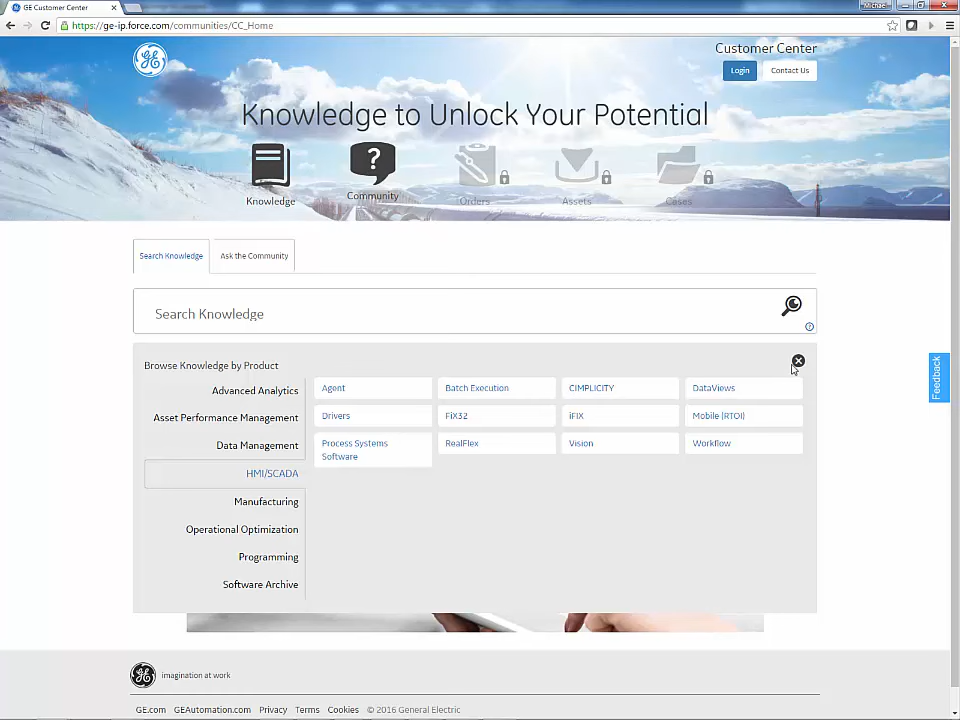 GE Customer Center
Michael
https://ge-ip.force.com/communities/CC_Home
Customer Center
Login
Contact Us
Knowledge to Unlock Your Potential
Knowledge
Community
Orders
Assets
Cases
Search Knowledge
Ask the Community
Search Knowledge
Browse Knowledge by Product
Advanced Analytics
Asset Performance Management
Data Management
HMI/SCADA
Manufacturing
Operational Optimization
Programming
Software Archive
Agent
Batch Execution
CIMPLICITY
DataViews
Drivers
FIX32
iFIX
Mobile (RTOI)
Process Systems
Software
RealFlex
Vision
Workflow
Feedback
imagination at work
GE.com GEAutomation.com Privacy Terms Cookies © 2016 General Electric